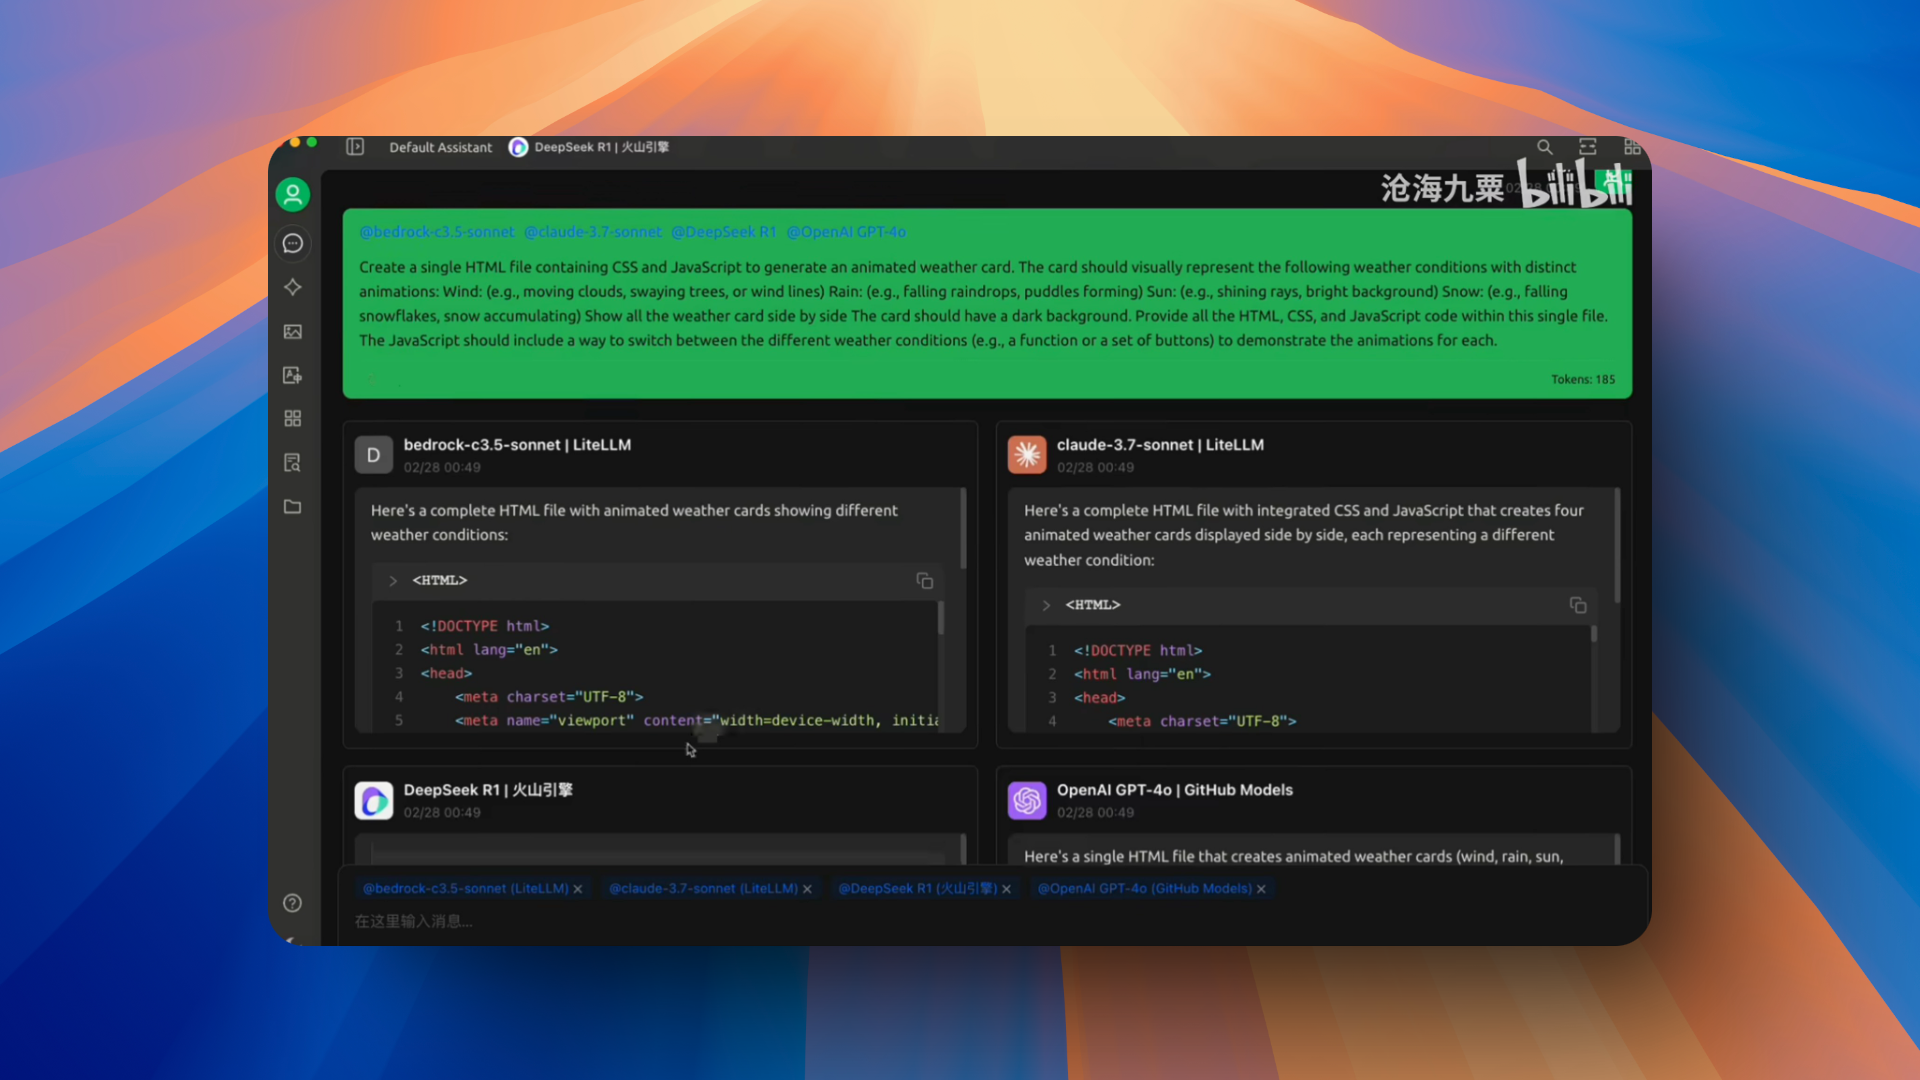 Default Assistant
DeepSeek R1 | 火山引擎
沧海九粟
bilibili
@bedrock-c3.5-sonnet @claude-3.7-sonnet @DeepSeek R1 @OpenAI GPT-4o
Create a single HTML file containing CSS and JavaScript to generate an animated weather card. The card should visually represent the following weather conditions with distinct
animations: Wind: (e.g., moving clouds, swaying trees, or wind lines) Rain: (e.g., falling raindrops, puddles forming) Sun: (e.g., shining rays, bright background) Snow: (e.g., falling
snowflakes, snow accumulating) Show all the weather card side by side The card should have a dark background. Provide all the HTML, CSS, and JavaScript code within this single file.
The JavaScript should include a way to switch between the different weather conditions (e.g., a function or a set of buttons) to demonstrate the animations for each.
Tokens: 185
D
bedrock-c3.5-sonnet | LiteLLM
02/28 00:49
Here's a complete HTML file with animated weather cards showing different
weather conditions:
<HTML>
1 <!DOCTYPE html>
2 <html lang="en">
3 <head>
4 <meta charset="UTF-8">
5 <meta name="viewport" content="width=device-width, initia
claude-3.7-sonnet | LiteLLM
02/28 00:49
Here's a complete HTML file with integrated CSS and JavaScript that creates four
animated weather cards displayed side by side, each representing a different
weather condition:
<HTML>
1 <!DOCTYPE html>
2 <html lang="en">
3 <head>
4 <meta charset="UTF-8">
DeepSeek R1 | 火山引擎
02/28 00:49
OpenAI GPT-4o | GitHub Models
02/28 00:49
Here's a single HTML file that creates animated weather cards (wind, rain, sun,
@bedrock-c3.5-sonnet (LiteLLM) × @claude-3.7-sonnet (LiteLLM) × @DeepSeek R1 (火山引擎) × @OpenAI GPT-4o (GitHub Models) ×
在这里输入消息...